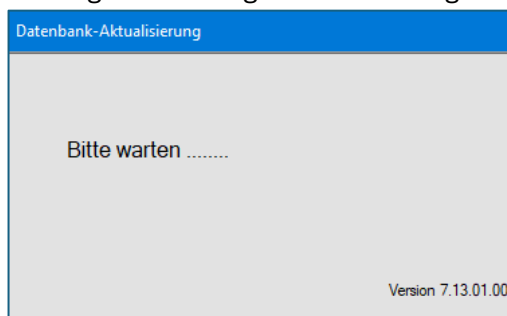 Datenbank-Aktualisierung
Bitte warten ........
Version 7.13.01.00